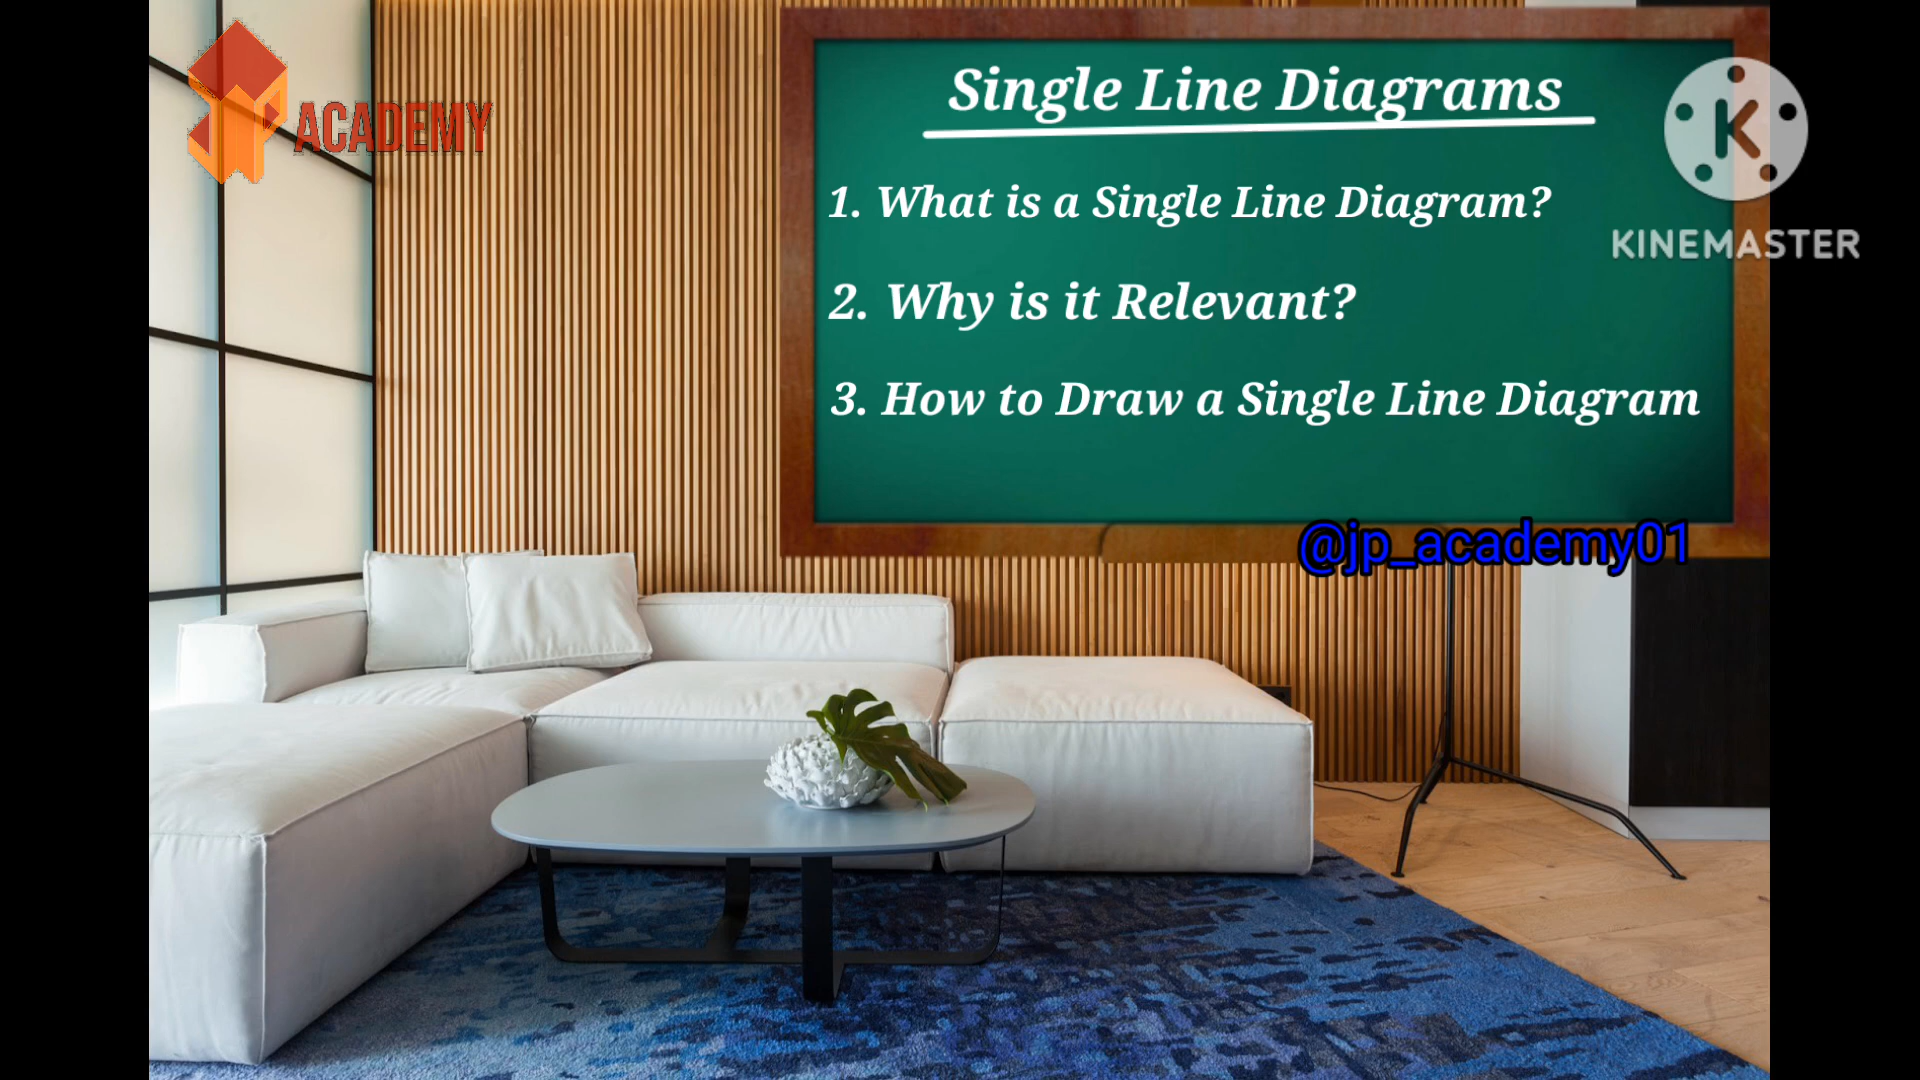 ACADEMY
Single Line Diagrams
1. What is a Single Line Diagram?
2. Why is it Relevant?
3. How to Draw a Single Line Diagram
KINEMASTER
@jp_academy01